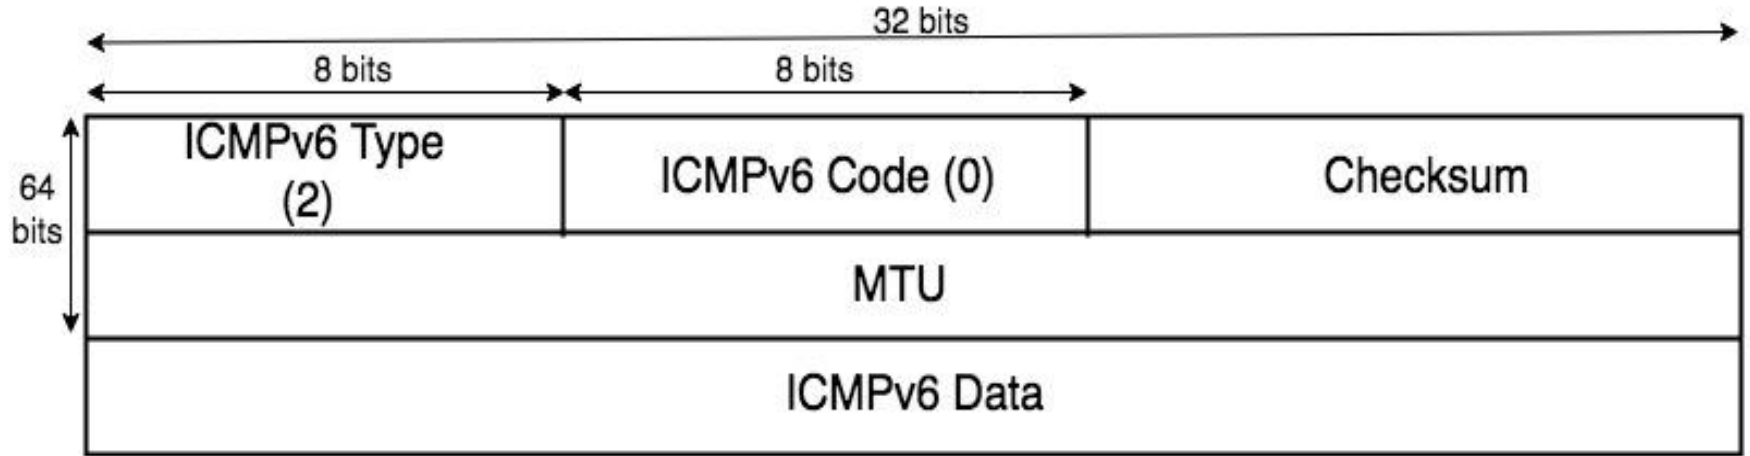 32 bits
8 bits
8 bits
ICMPv6 Type
(2)
ICMPv6 Code (0)
Checksum
64
bits
MTU
ICMPv6 Data